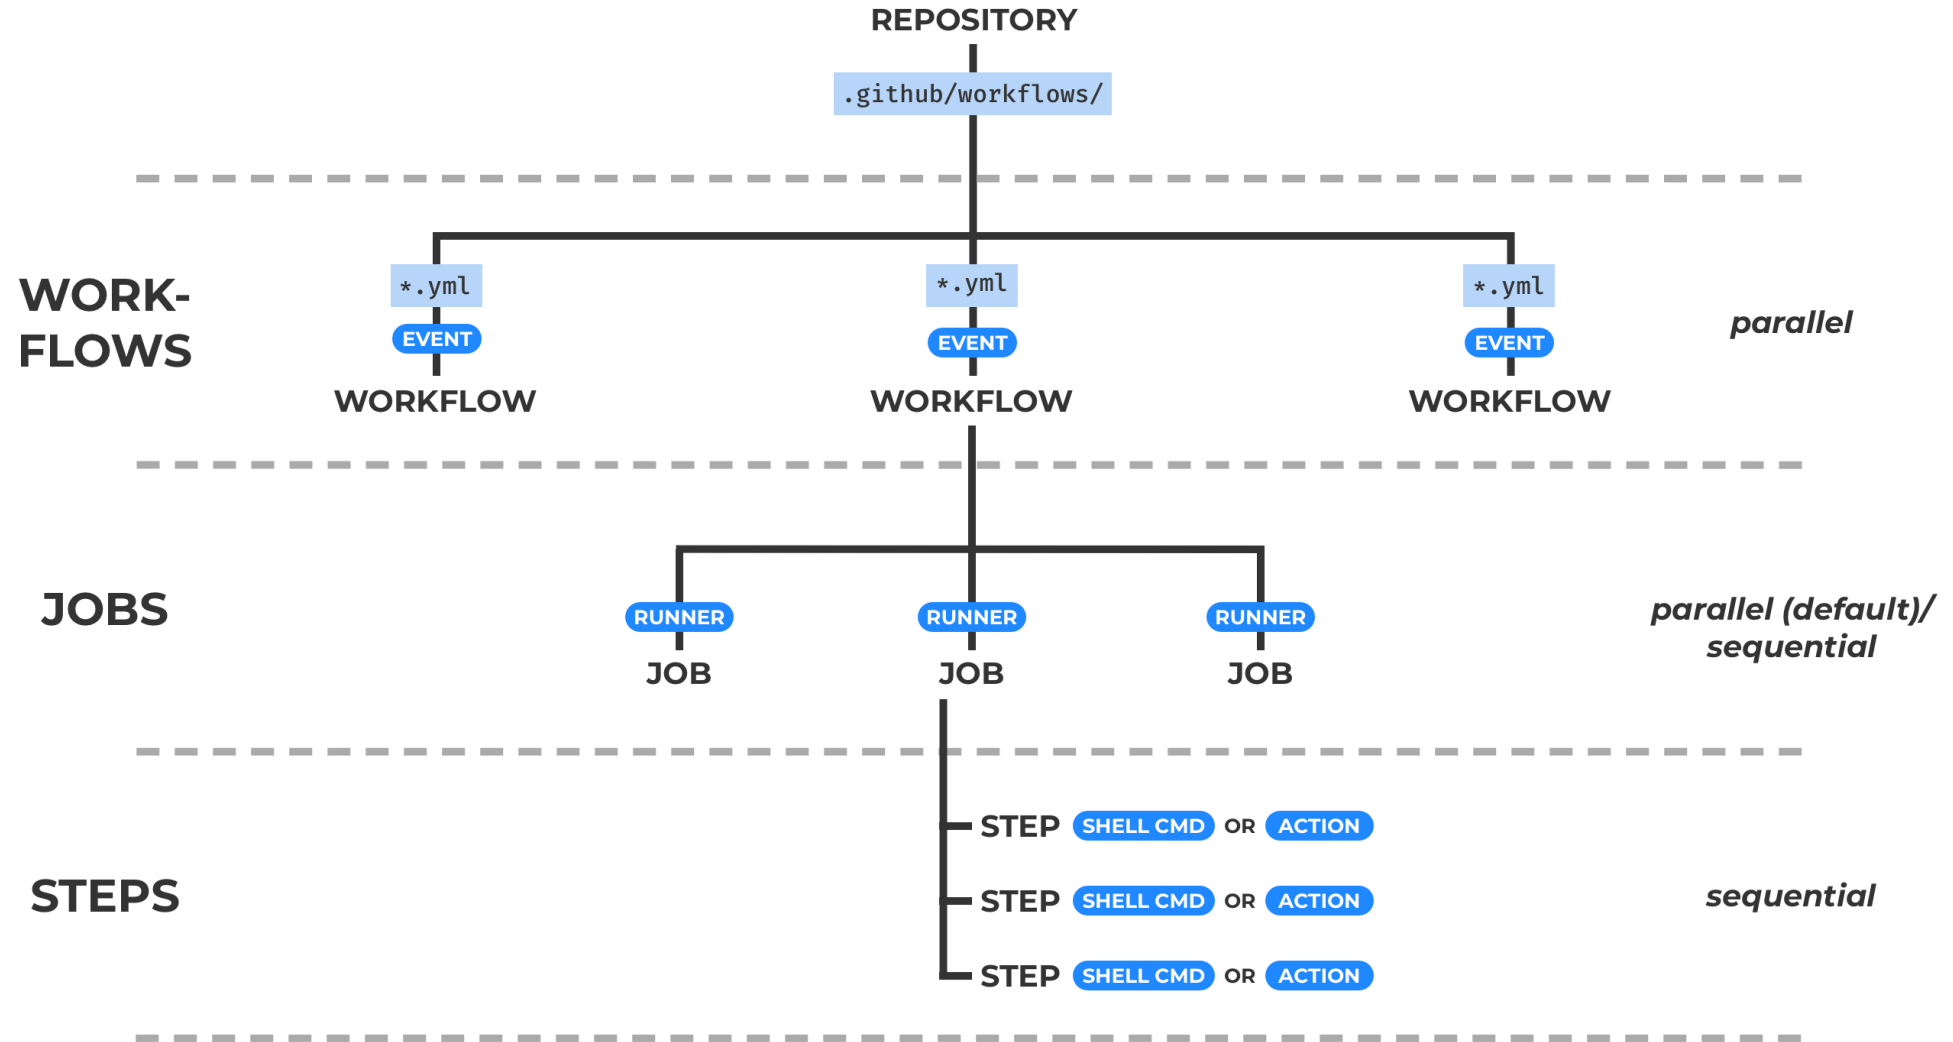 REPOSITORY
.github/workflows/
WORK-
FLOWS
*.yml
*.yml
*.yml
EVENT
EVENT
EVENT
WORKFLOW
WORKFLOW
WORKFLOW
parallel
JOBS
RUNNER
RUNNER
RUNNER
JOB
JOB
JOB
parallel (default)/
sequential
STEPS
STEP SHELL CMD OR ACTION
STEP SHELL CMD OR ACTION
STEP SHELL CMD OR ACTION
sequential